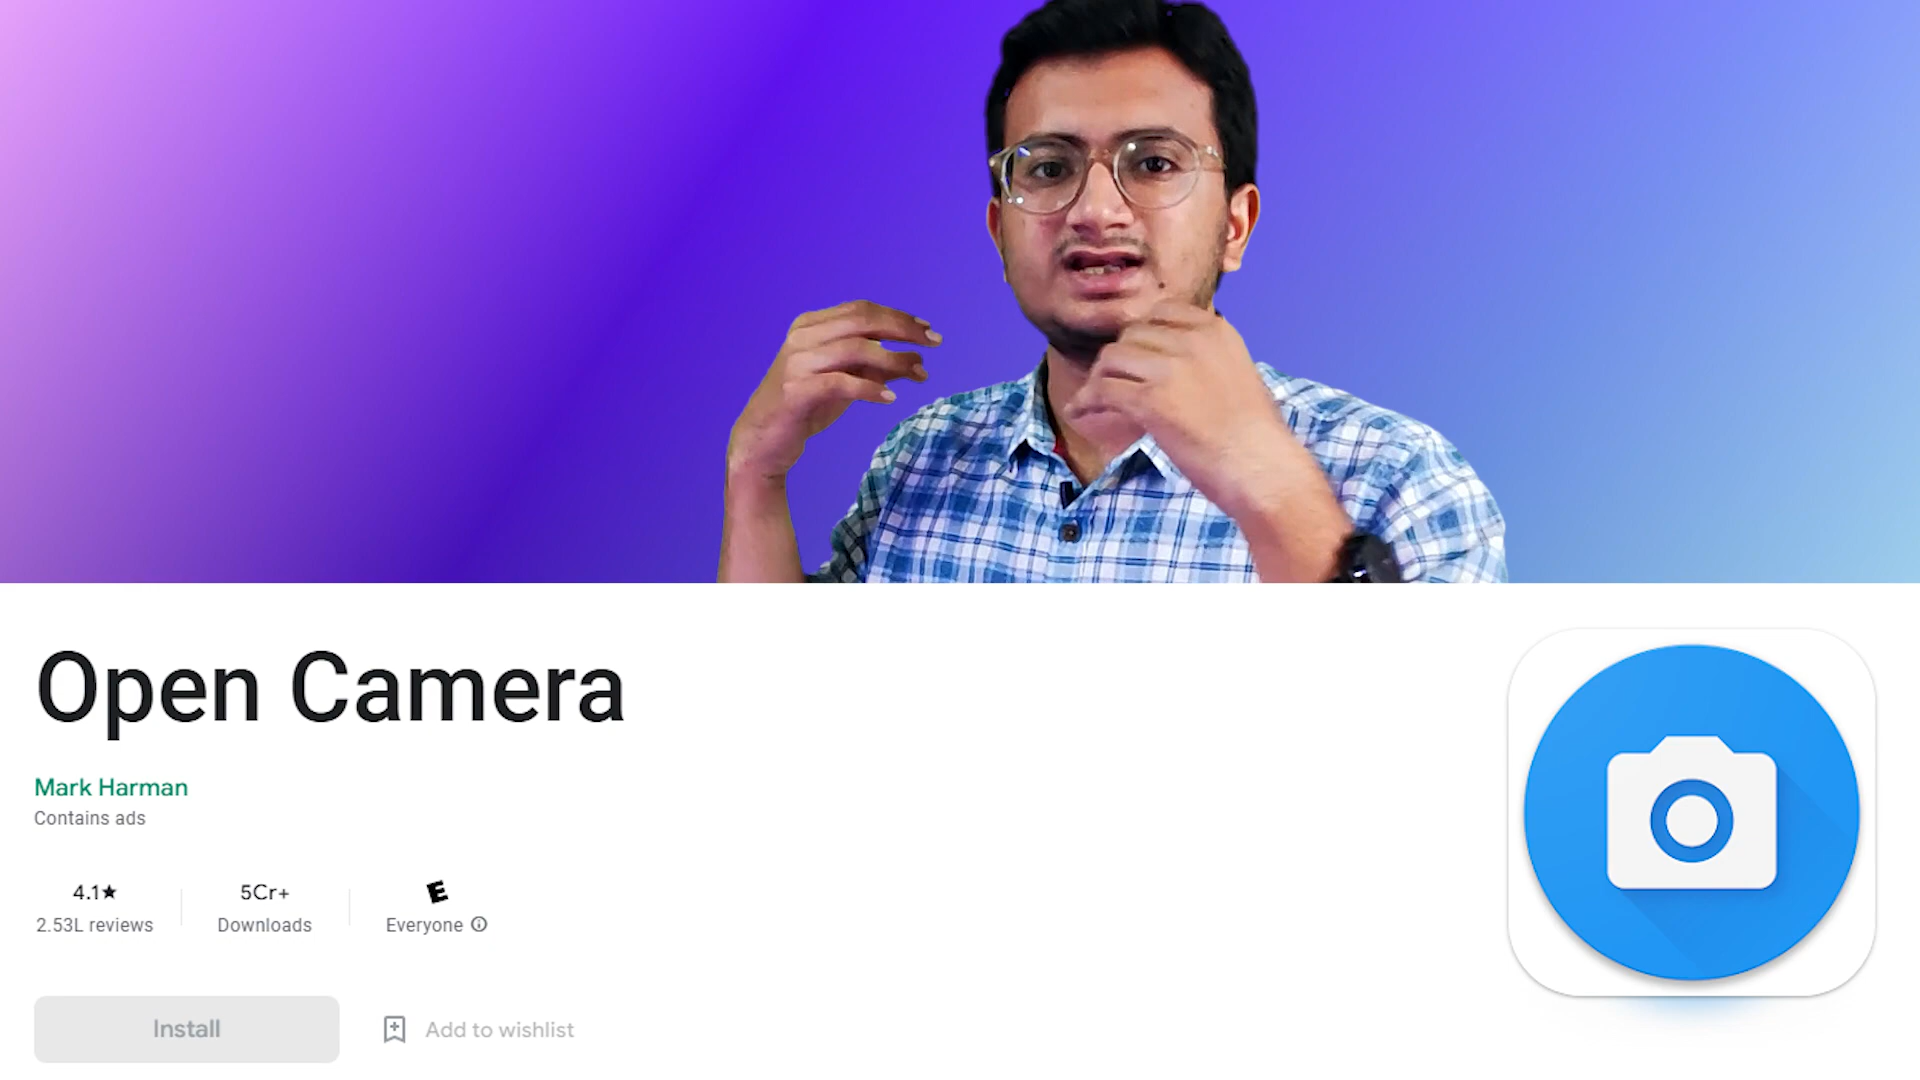 Open Camera
Mark Harman
Contains ads
4.1★
2.53L reviews
5Cr+
Downloads
E
Everyone
Install
Add to wishlist